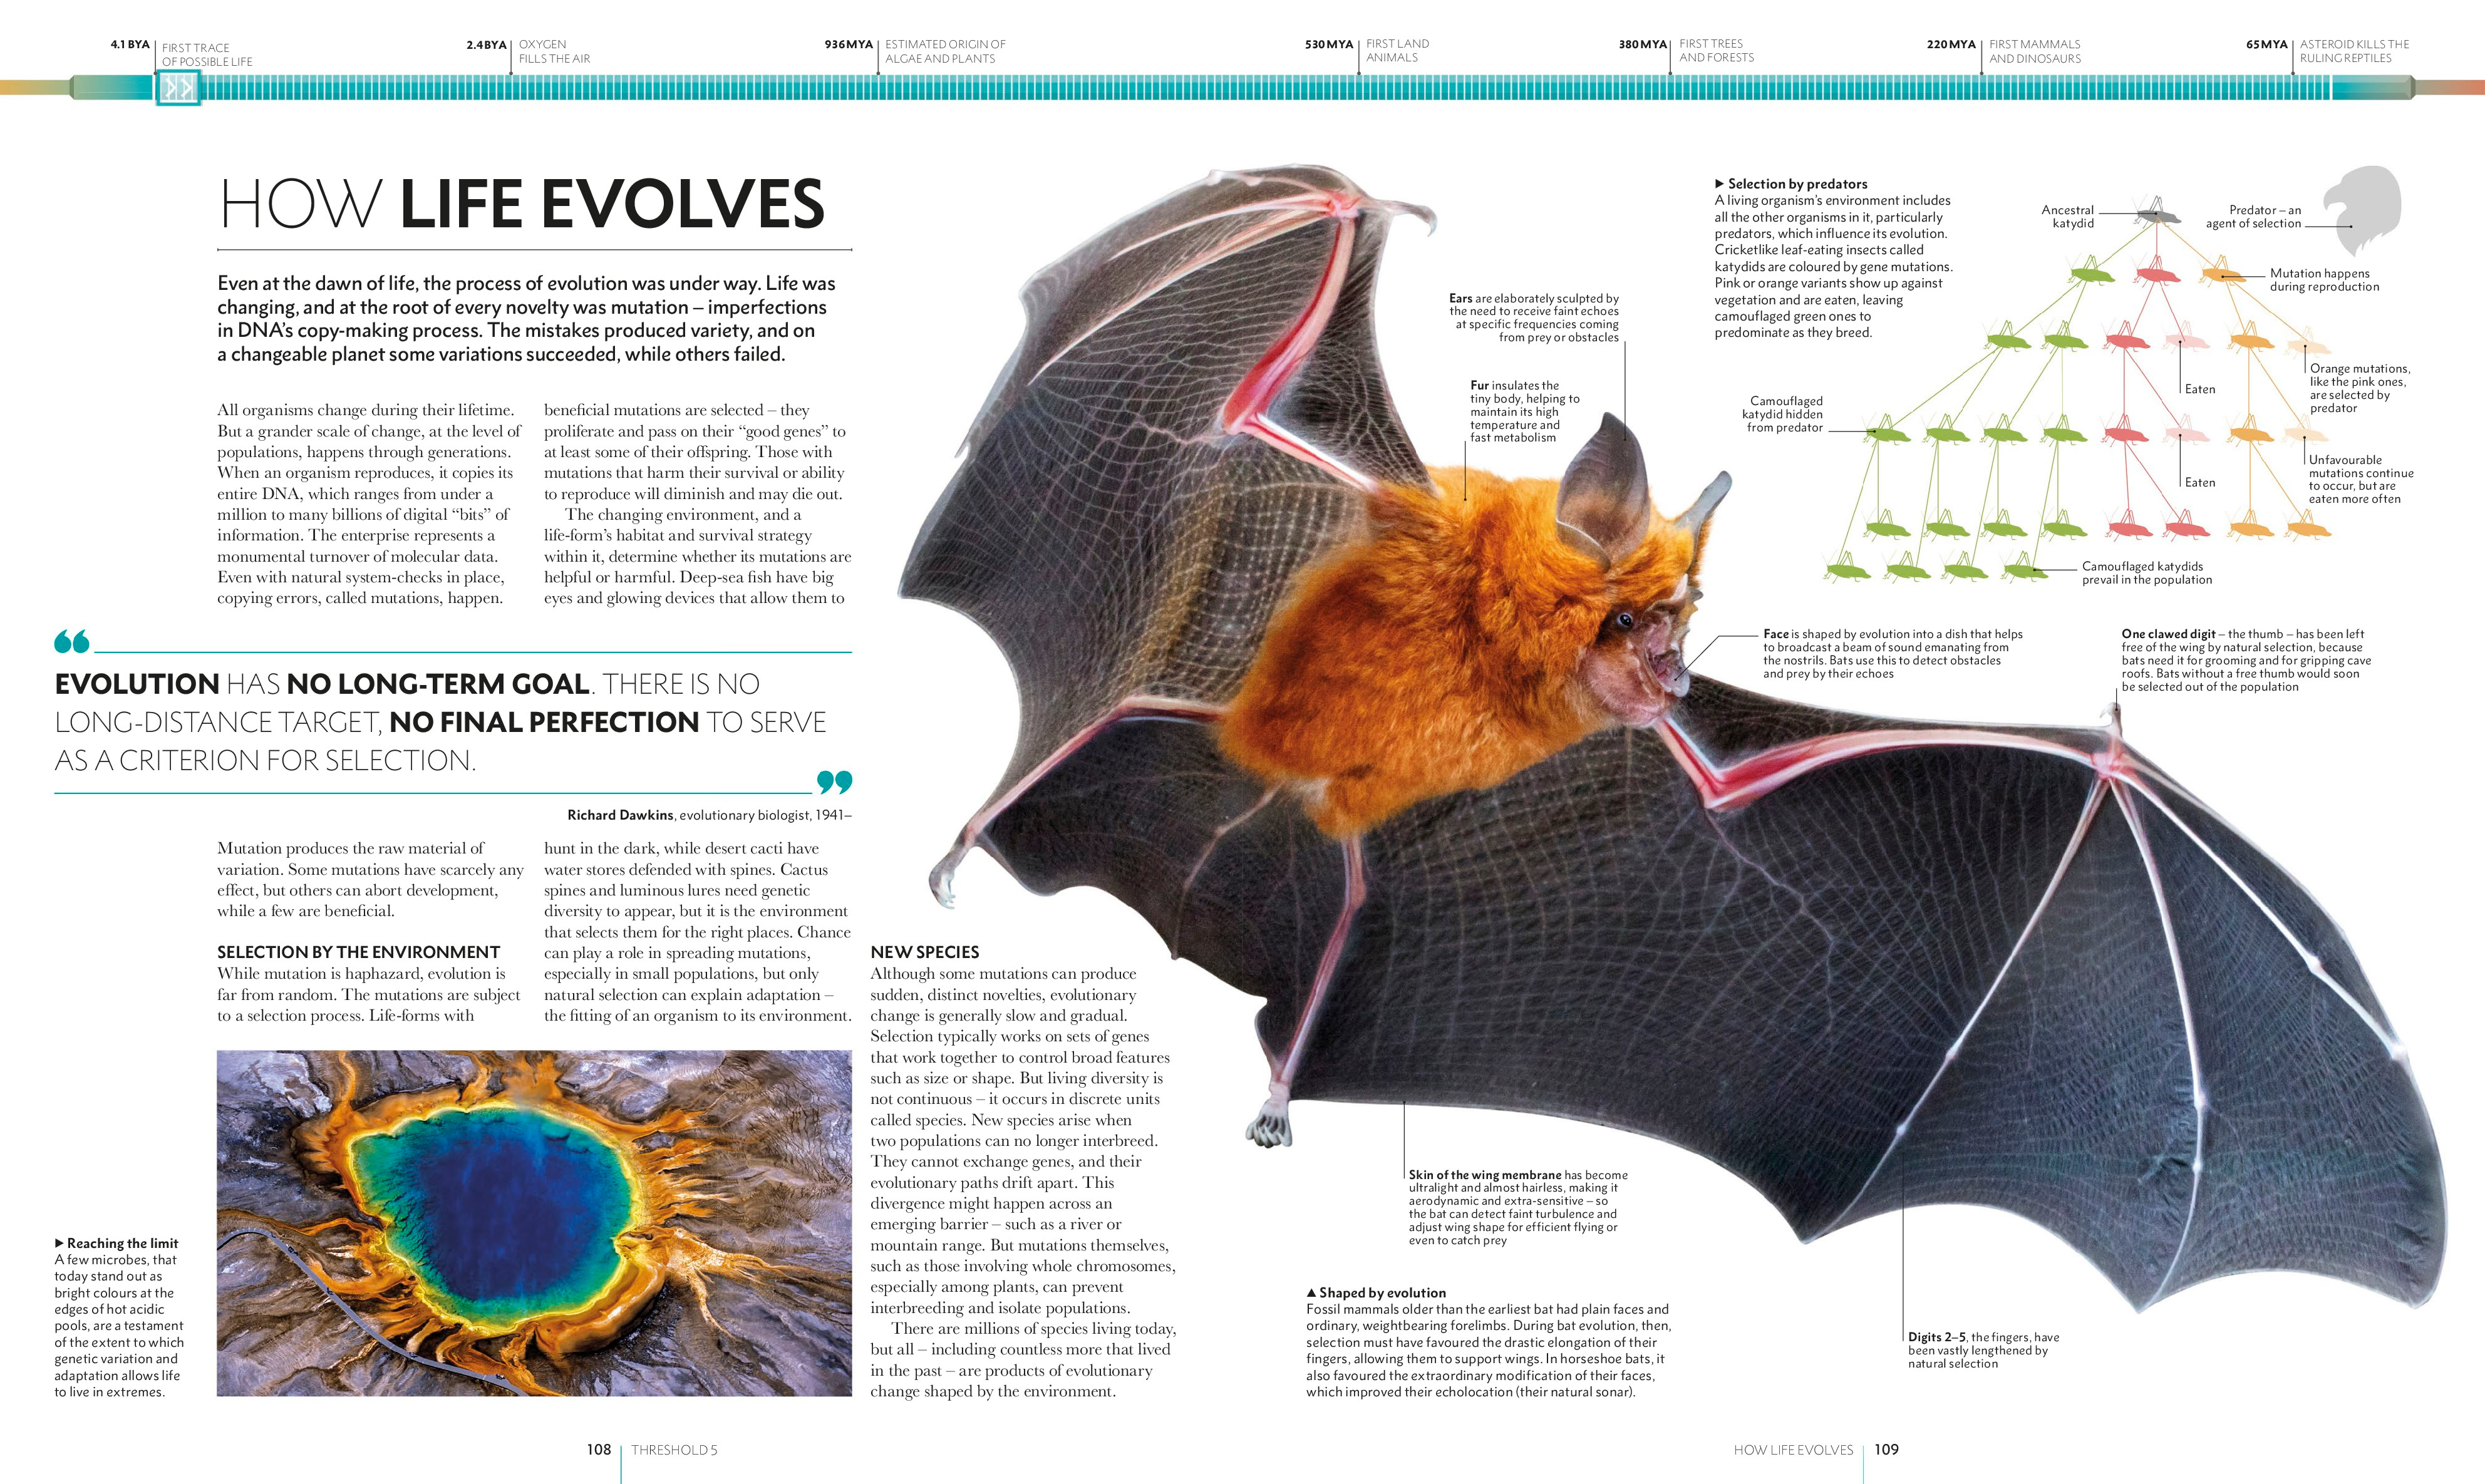 4.1 BYA
FIRST TRACE
OF POSSIBLE LIFE
2.4BYA
OXYGEN
FILLS THE AIR
936MYA
ESTIMATED ORIGIN OF
ALGAE AND PLANTS
530MYA
FIRST LAND
ANIMALS
380MYA
FIRST TREES
AND FORESTS
220MYA
FIRST MAMMALS
AND DINOSAURS
65MYA
ASTEROID KILLS THE
RULING REPTILES
HOW LIFE EVOLVES
Even at the dawn of life, the process of evolution was under way. Life was
changing, and at the root of every novelty was mutation – imperfections
in DNA's copy-making process. The mistakes produced variety, and on
a changeable planet some variations succeeded, while others failed.
All organisms change during their lifetime.
But a grander scale of change, at the level of
populations, happens through generations.
When an organism reproduces, it copies its
entire DNA, which ranges from under a
million to many billions of digital “bits” of
information. The enterprise represents a
monumental turnover of molecular data.
Even with natural system-checks in place,
copying errors, called mutations, happen.
Mutation produces the raw material of
variation. Some mutations have scarcely any
effect, but others can abort development,
while a few are beneficial.
SELECTION BY THE ENVIRONMENT
While mutation is haphazard, evolution is
far from random. The mutations are subject
to a selection process. Life-forms with
beneficial mutations are selected – they
proliferate and pass on their “good genes” to
at least some of their offspring. Those with
mutations that harm their survival or ability
to reproduce will diminish and may die out.
The changing environment, and a
life-form's habitat and survival strategy
within it, determine whether its mutations are
helpful or harmful. Deep-sea fish have big
eyes and glowing devices that allow them to
hunt in the dark, while desert cacti have
water stores defended with spines. Cactus
spines and luminous lures need genetic
diversity to appear, but it is the environment
that selects them for the right places. Chance
can play a role in spreading mutations,
especially in small populations, but only
natural selection can explain adaptation –
the fitting of an organism to its environment.
“
EVOLUTION HAS NO LONG-TERM GOAL. THERE IS NO
LONG-DISTANCE TARGET, NO FINAL PERFECTION TO SERVE
AS A CRITERION FOR SELECTION.
”
Richard Dawkins, evolutionary biologist, 1941–
▶ Reaching the limit
A few microbes, that
today stand out as
bright colours at the
edges of hot acidic
pools, are a testament
of the extent to which
genetic variation and
adaptation allows life
to live in extremes.
NEW SPECIES
Although some mutations can produce
sudden, distinct novelties, evolutionary
change is generally slow and gradual.
Selection typically works on sets of genes
that work together to control broad features
such as size or shape. But living diversity is
not continuous – it occurs in discrete units
called species. New species arise when
two populations can no longer interbreed.
They cannot exchange genes, and their
evolutionary paths drift apart. This
divergence might happen across an
emerging barrier – such as a river or
mountain range. But mutations themselves,
such as those involving whole chromosomes,
especially among plants, can prevent
interbreeding and isolate populations.
There are millions of species living today,
but all – including countless more that lived
in the past – are products of evolutionary
change shaped by the environment.
Ears are elaborately sculpted by
the need to receive faint echoes
at specific frequencies coming
from prey or obstacles
Fur insulates the
tiny body, helping to
maintain its high
temperature and
fast metabolism
▶ Selection by predators
A living organism's environment includes
all the other organisms in it, particularly
predators, which influence its evolution.
Cricketlike leaf-eating insects called
katydids are coloured by gene mutations.
Pink or orange variants show up against
vegetation and are eaten, leaving
camouflaged green ones to
predominate as they breed.
Ancestral
katydid
Predator – an
agent of selection
Mutation happens
during reproduction
Orange mutations,
like the pink ones,
are selected by
predator
Eaten
Camouflaged
katydid hidden
from predator
Unfavourable
mutations continue
to occur, but are
eaten more often
Eaten
Camouflaged katydids
prevail in the population
Face is shaped by evolution into a dish that helps
to broadcast a beam of sound emanating from
the nostrils. Bats use this to detect obstacles
and prey by their echoes
One clawed digit – the thumb – has been left
free of the wing by natural selection, because
bats need it for grooming and for gripping cave
roofs. Bats without a free thumb would soon
be selected out of the population
Skin of the wing membrane has become
ultralight and almost hairless, making it
aerodynamic and extra-sensitive – so
the bat can detect faint turbulence and
adjust wing shape for efficient flying or
even to catch prey
▲ Shaped by evolution
Fossil mammals older than the earliest bat had plain faces and
ordinary, weightbearing forelimbs. During bat evolution, then,
selection must have favoured the drastic elongation of their
fingers, allowing them to support wings. In horseshoe bats, it
also favoured the extraordinary modification of their faces,
which improved their echolocation (their natural sonar).
Digits 2–5, the fingers, have
been vastly lengthened by
natural selection
108
THRESHOLD 5
HOW LIFE EVOLVES
109